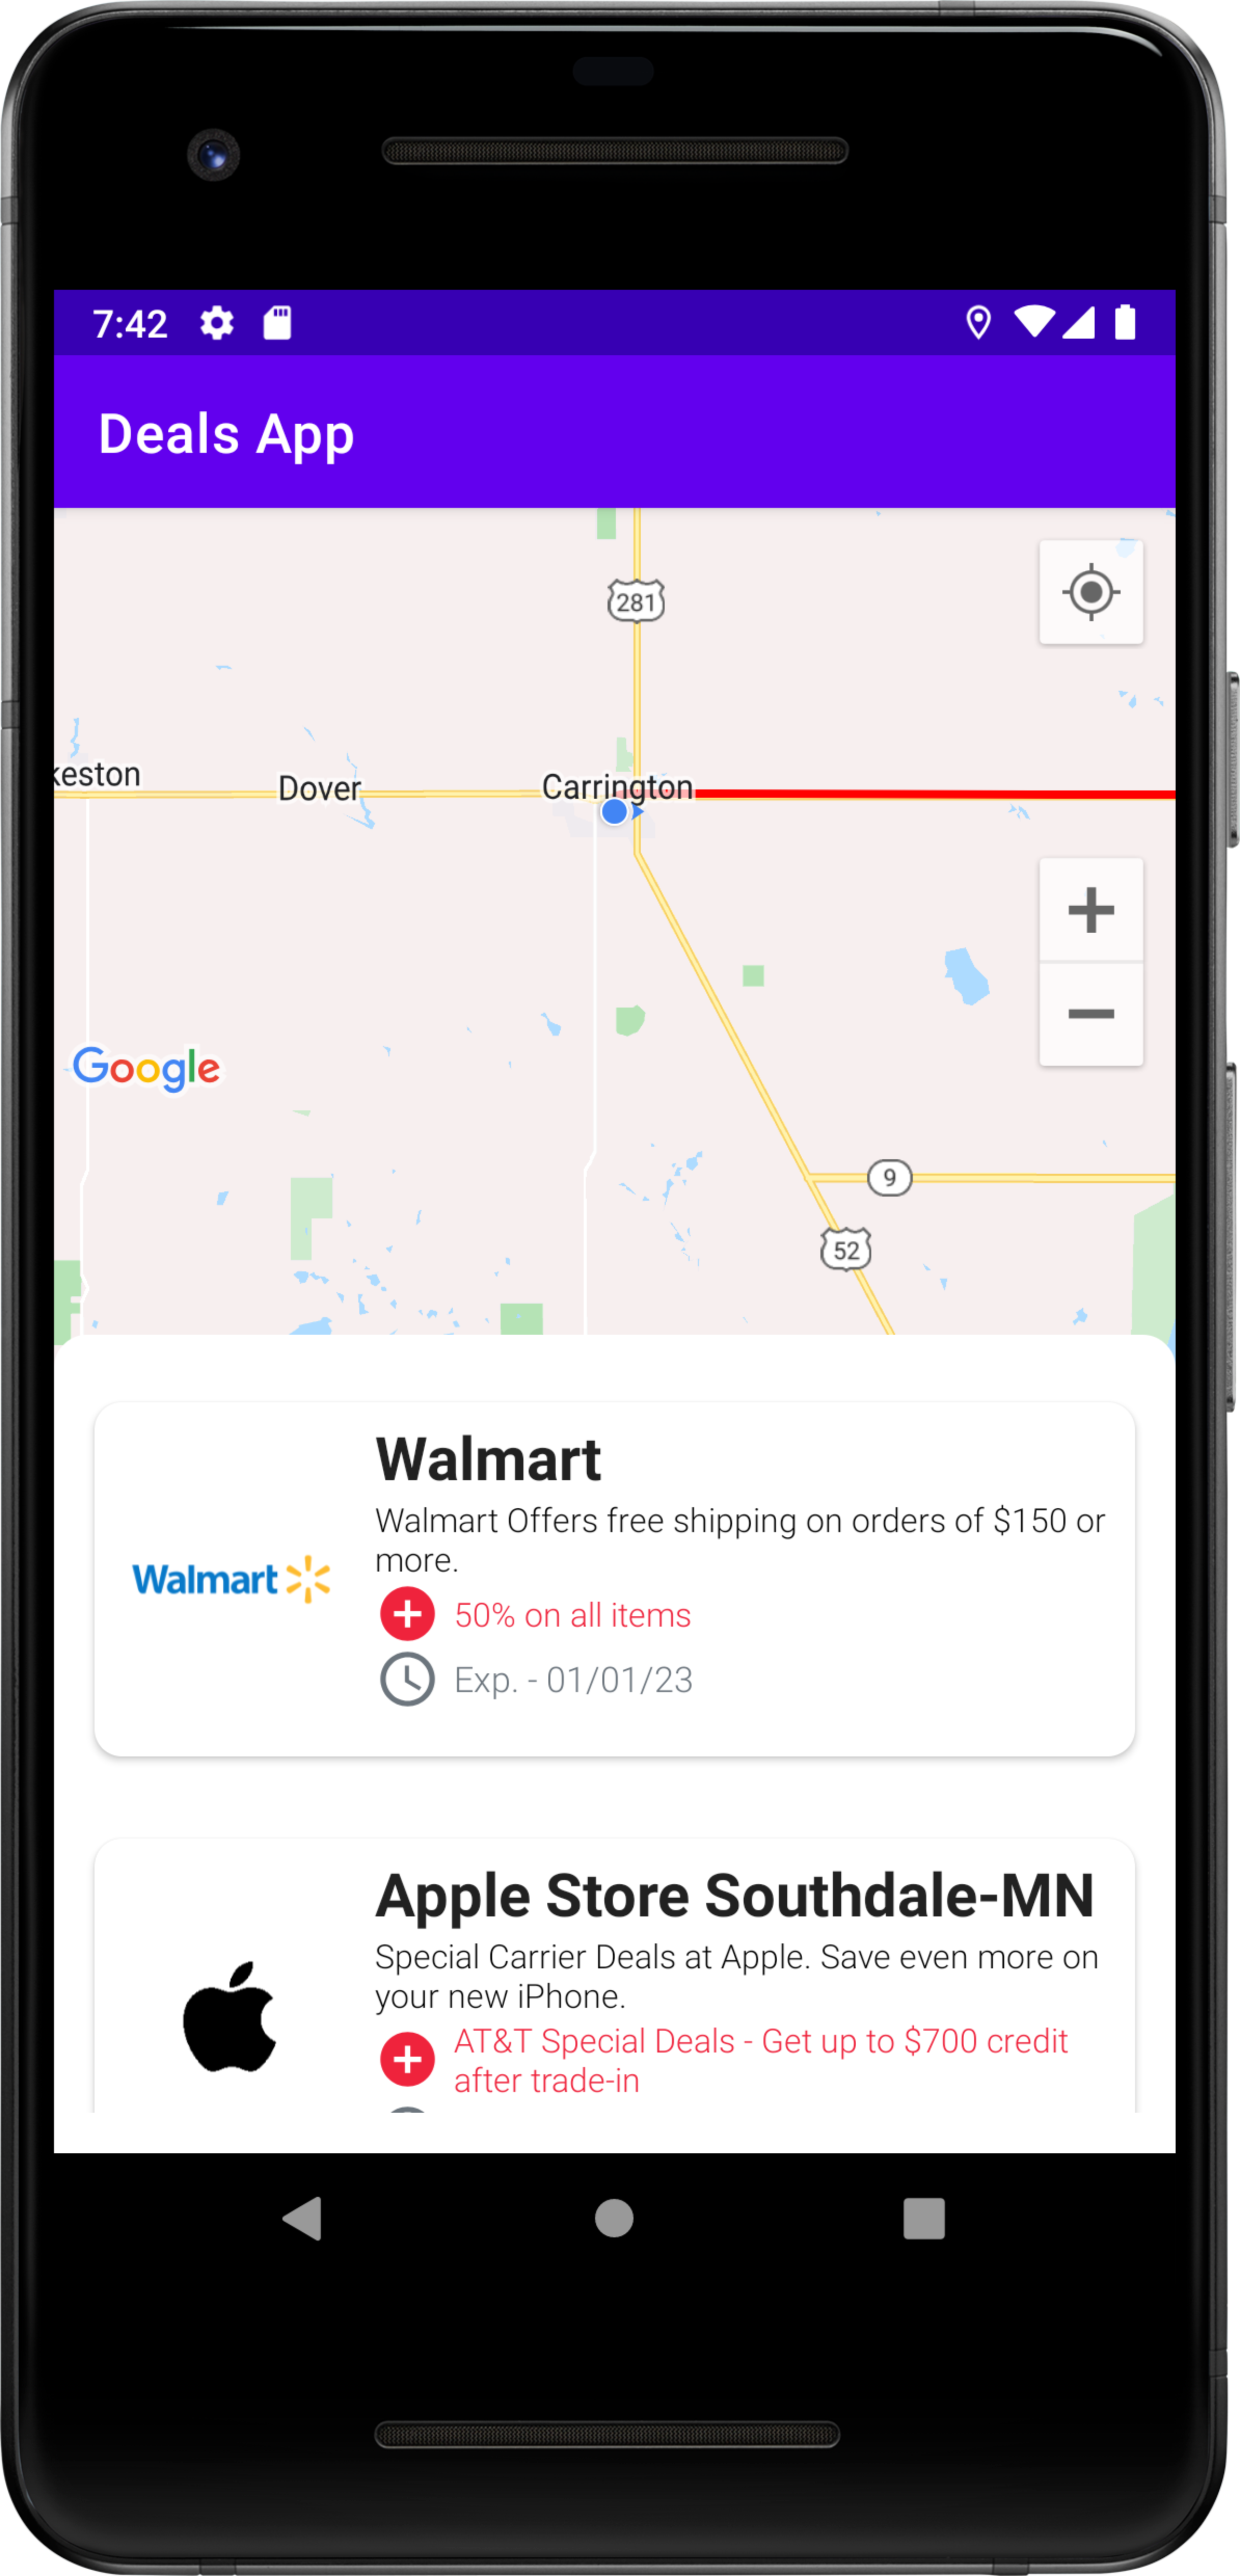 7:42
Deals App
281
keston
Dover
Carrington
Google
9
52
Walmart
Walmart Offers free shipping on orders of $150 or
more.
Walmart
50% on all items
Exp. - 01/01/23
Apple Store Southdale-MN
Special Carrier Deals at Apple. Save even more on
your new iPhone.
AT&T Special Deals - Get up to $700 credit
after trade-in